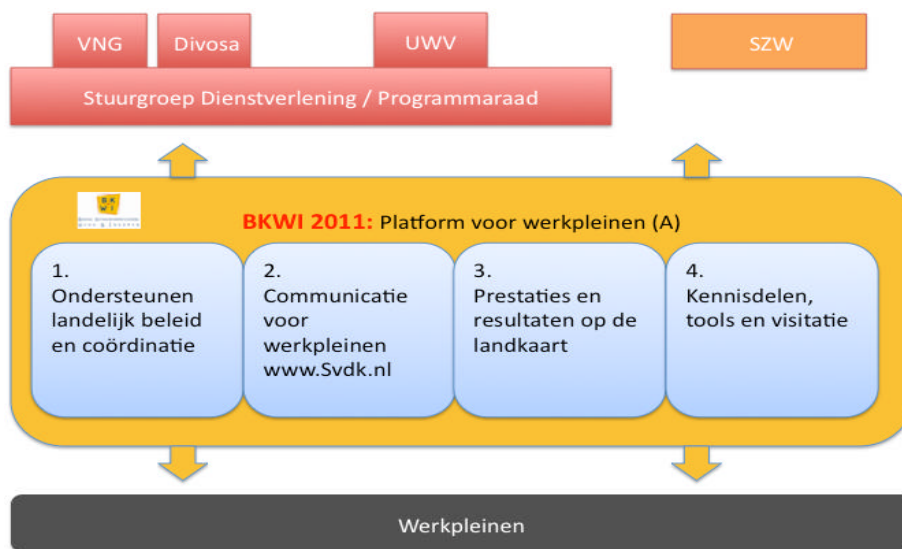 VNG
Divosa
UWV
SZW
Stuurgroep Dienstverlening / Programmaraad
B K
W I
BKWI 2011: Platform voor werkpleinen (A)
1.
Ondersteunen
landelijk beleid
en coördinatie
2.
Communicatie
voor
werkpleinen
www.Svdk.nl
3.
Prestaties en
resultaten op de
landkaart
4.
Kennisdelen,
tools en visitatie
Werkpleinen